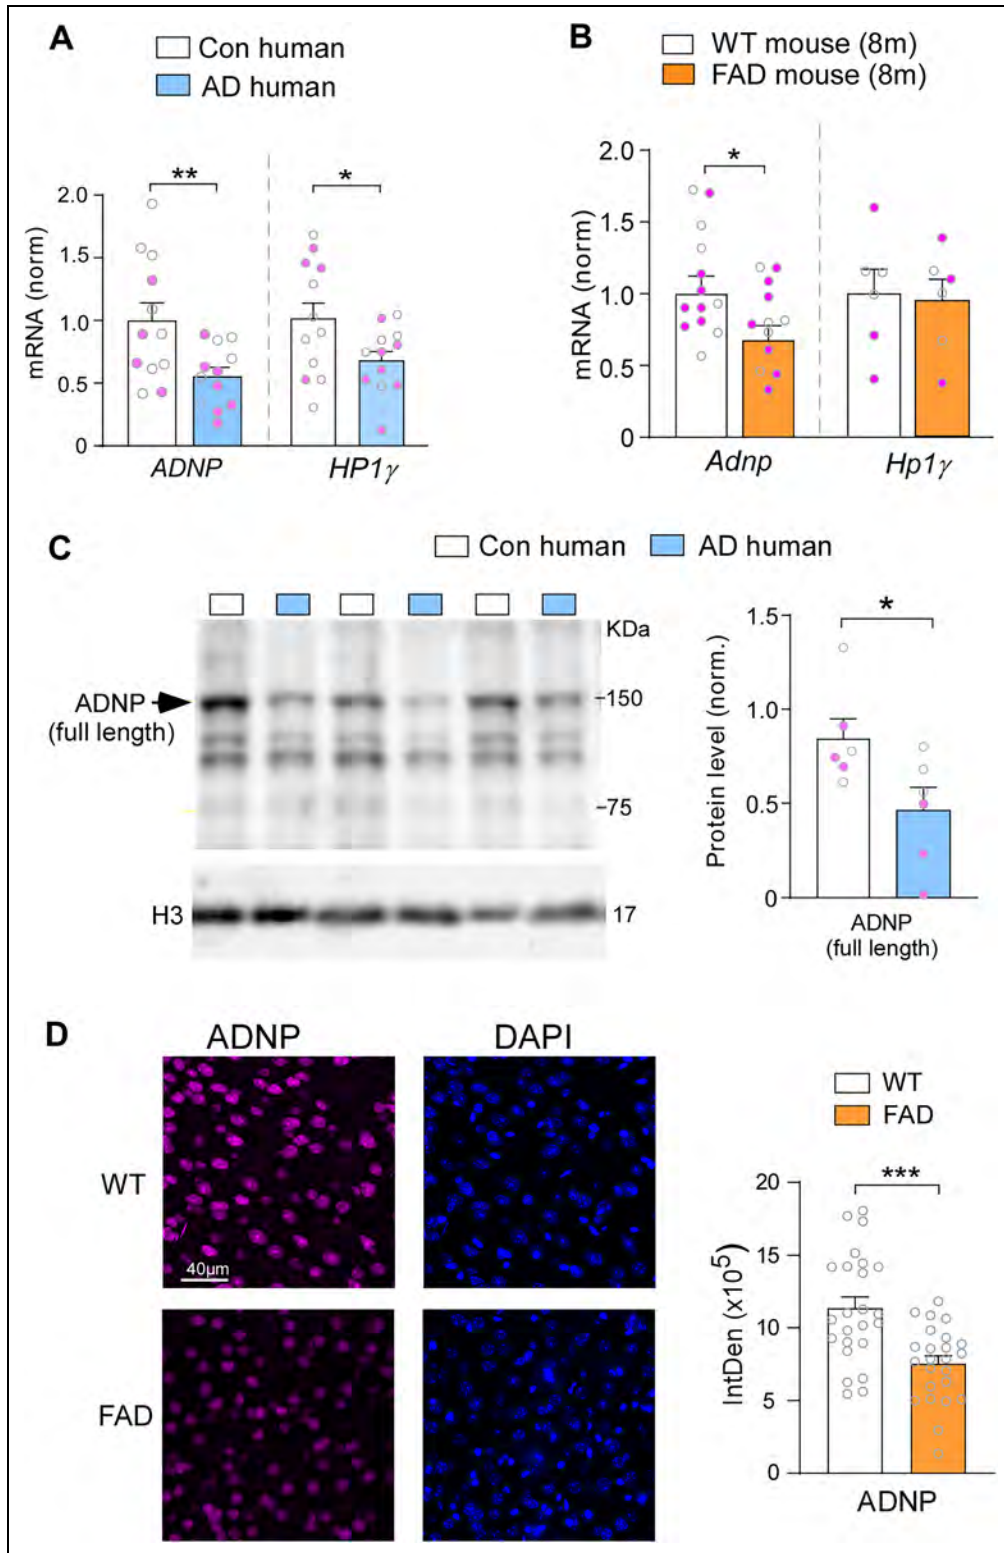 A
Con human
AD human
mRNA (norm)
2.0
1.5
1.0
0.5
0
**
*
ADNP
HP1γ
B
WT mouse (8m)
FAD mouse (8m)
mRNA (norm)
2.0
1.5
1.0
0.5
0
*
Adnp
Hp1γ
C
Con human
AD human
KDa
ADNP
(full length)
-150
-75
H3
17
Protein level (norm.)
1.5
1.0
0.5
0
*
ADNP
(full length)
D
ADNP
DAPI
WT
40µm
FAD
WT
FAD
IntDen (x10⁵)
20
15
10
5
0
***
ADNP